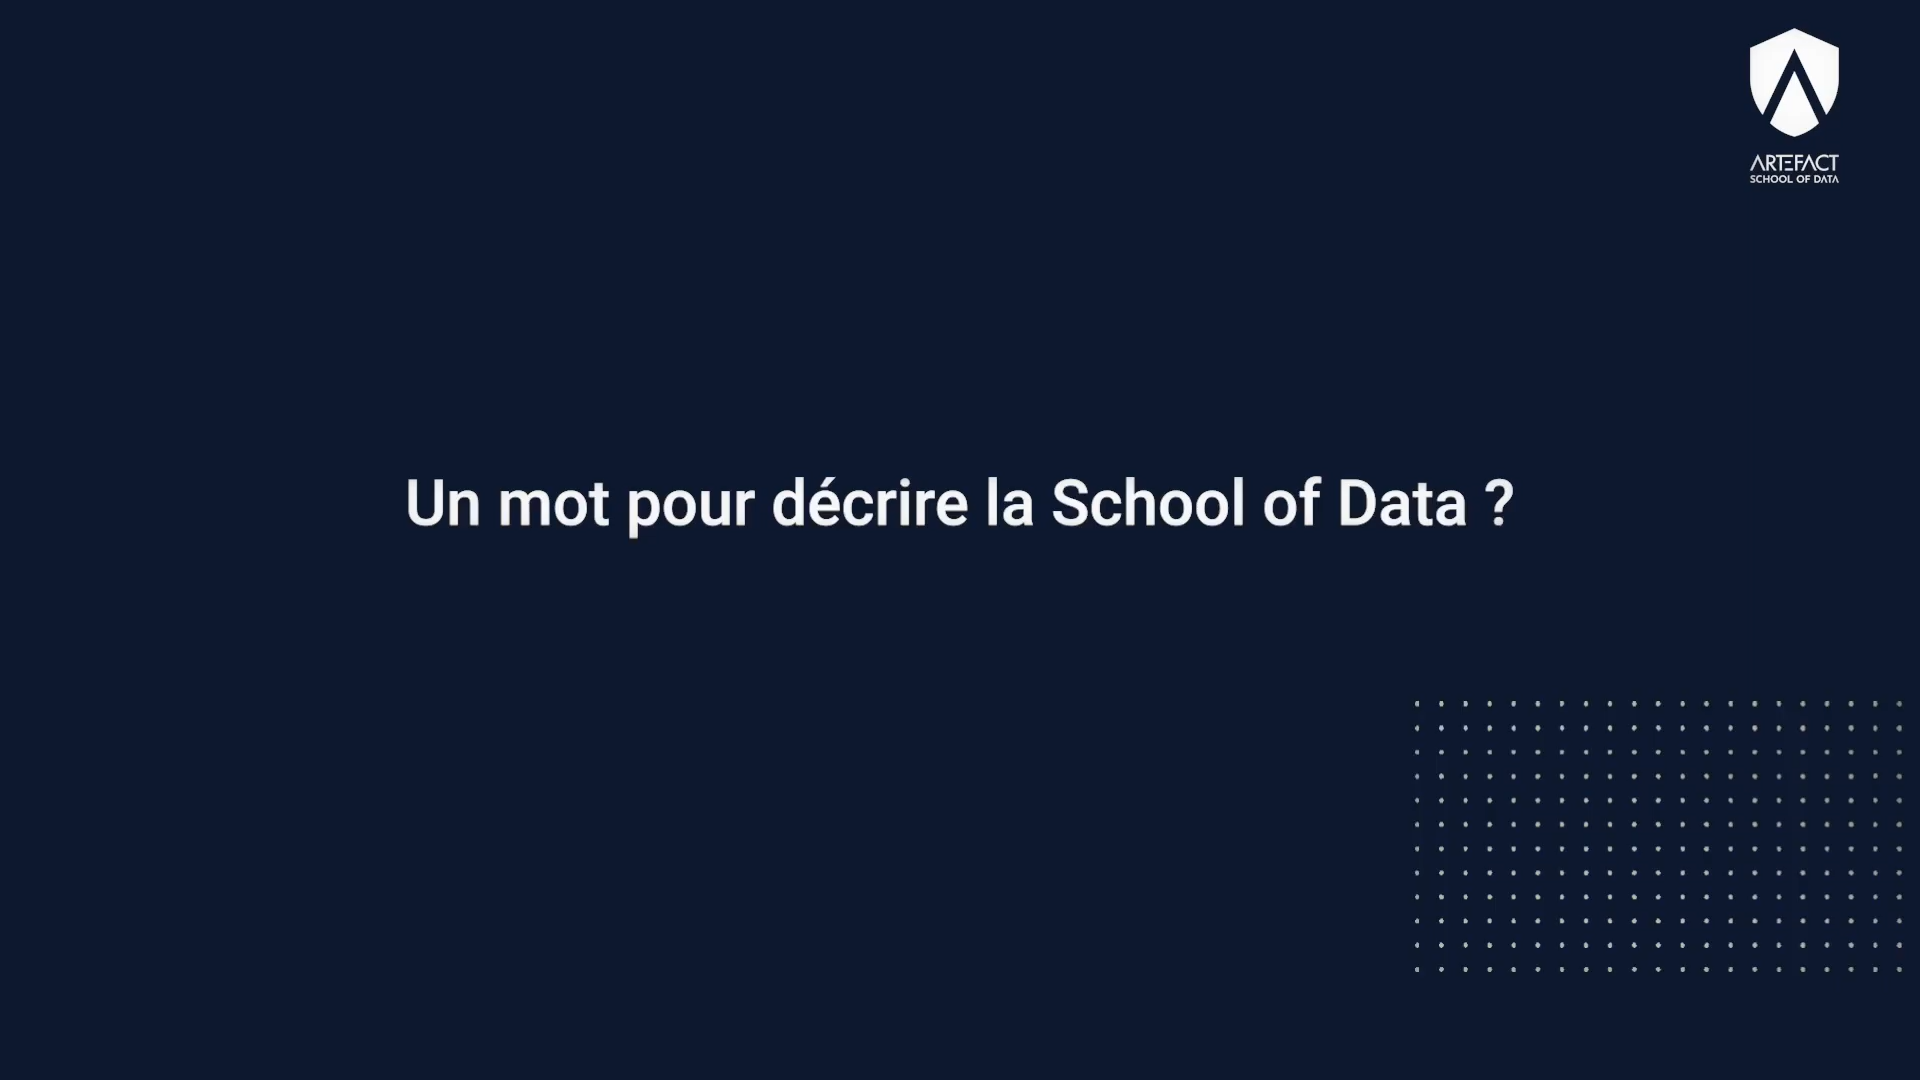 ARTEFACT
SCHOOL OF DATA
Un mot pour décrire la School of Data ?